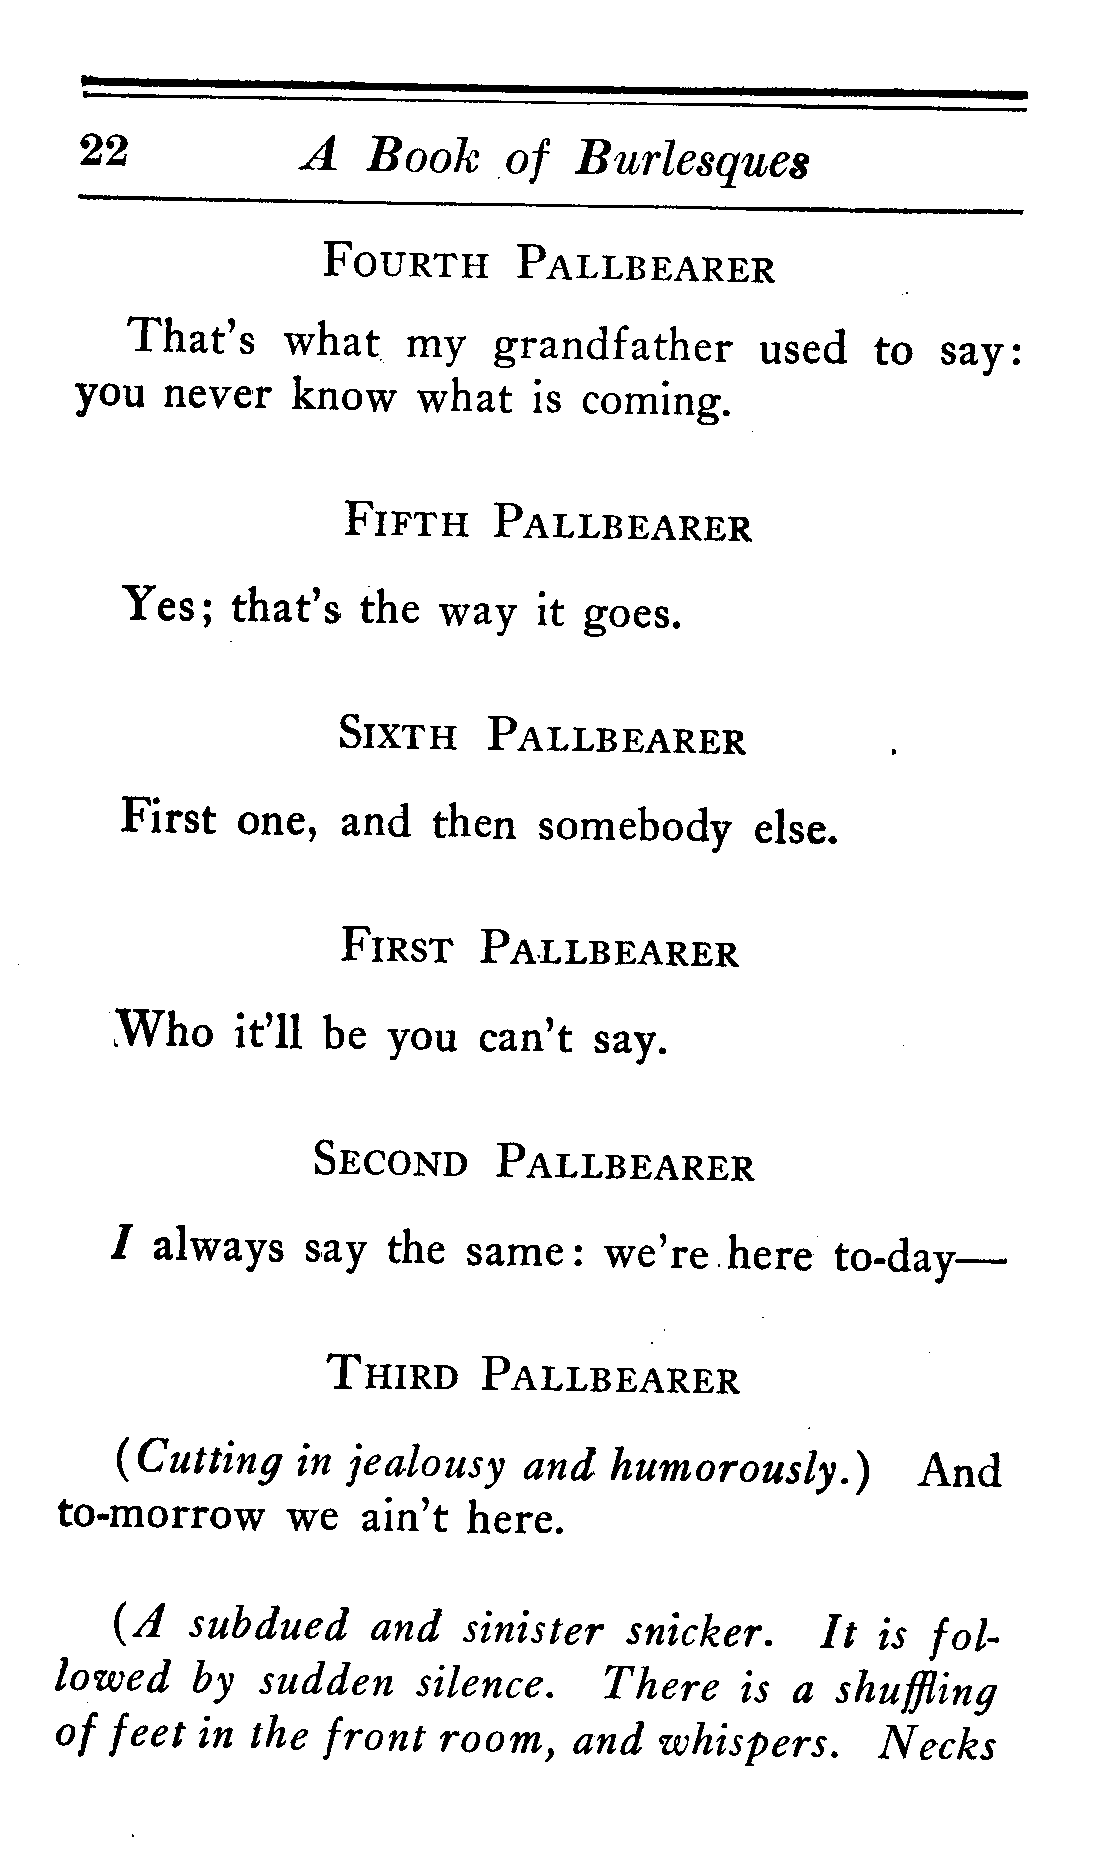 22 A Book of Burlesques
FOURTH PALLBEARER
That's what my grandfather used to say:
you never know what is coming.
FIFTH PALLBEARER
Yes; that's the way it goes.
SIXTH PALLBEARER
First one, and then somebody else.
FIRST PALLBEARER
Who it'll be you can't say.
SECOND PALLBEARER
I always say the same: we're here to-day—
THIRD PALLBEARER
(Cutting in jealousy and humorously.) And
to-morrow we ain't here.
(A subdued and sinister snicker. It is fol-
lowed by sudden silence. There is a shuffling
of feet in the front room, and whispers. Necks